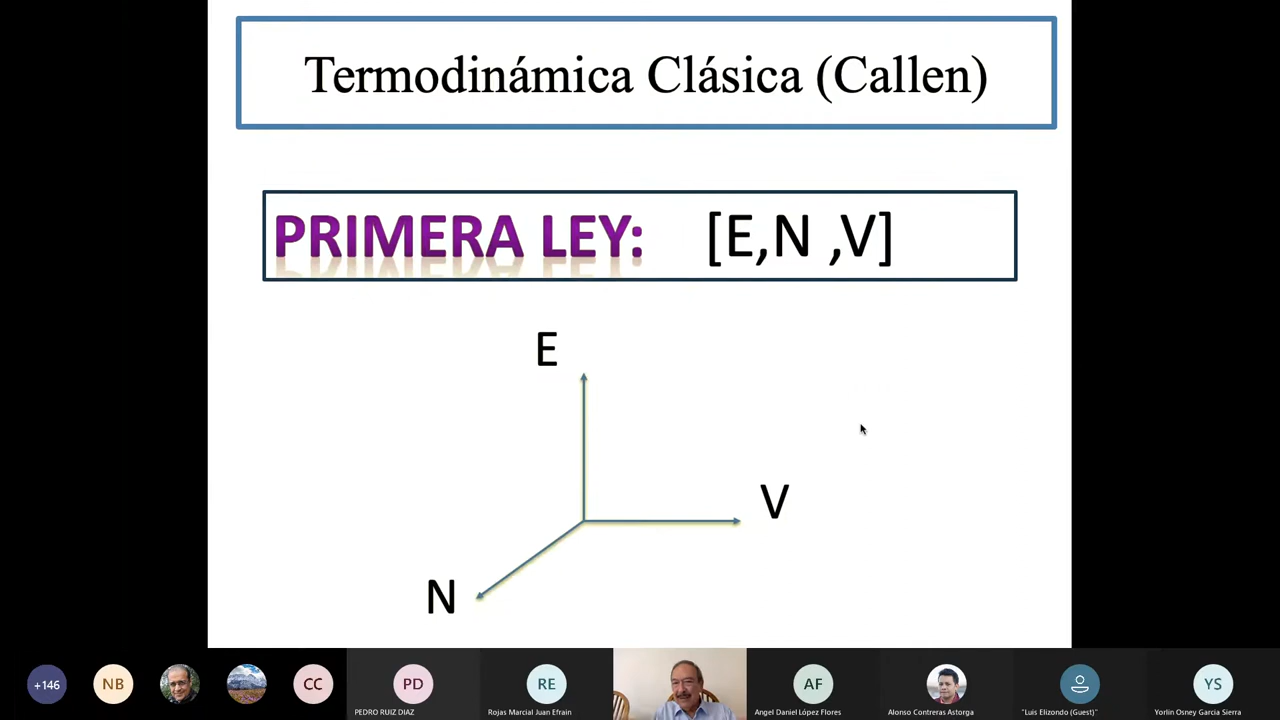 Termodinámica Clásica (Callen)
PRIMERA LEY: [E,N ,V]
E
V
N
+146
NB
CC
PD
PEDRO RUIZ DIAZ
RE
Rojas Marcial Juan Efrain
AF
Angel Daniel López Flores
Alonso Contreras Astorga
"Luis Elizondo (Guest)"
YS
Yorlin Osney Garcia Sierra